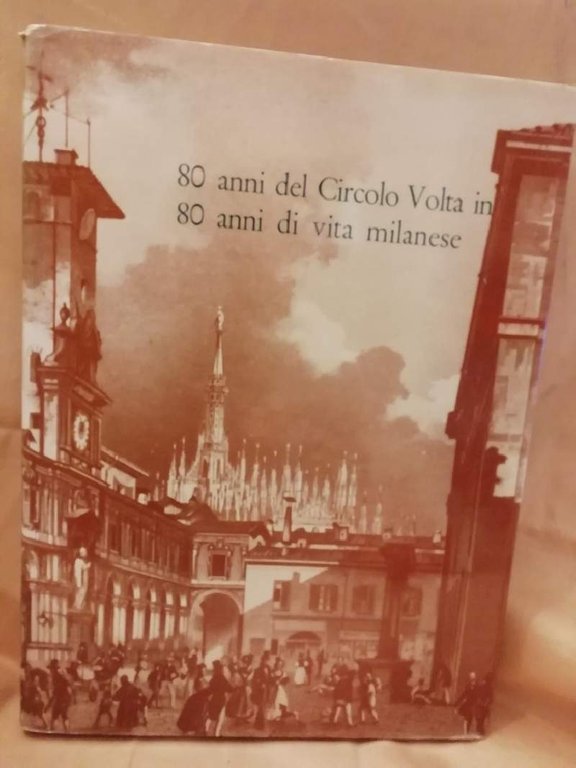 80 anni del Circolo Volta in
80 anni di vita milanese